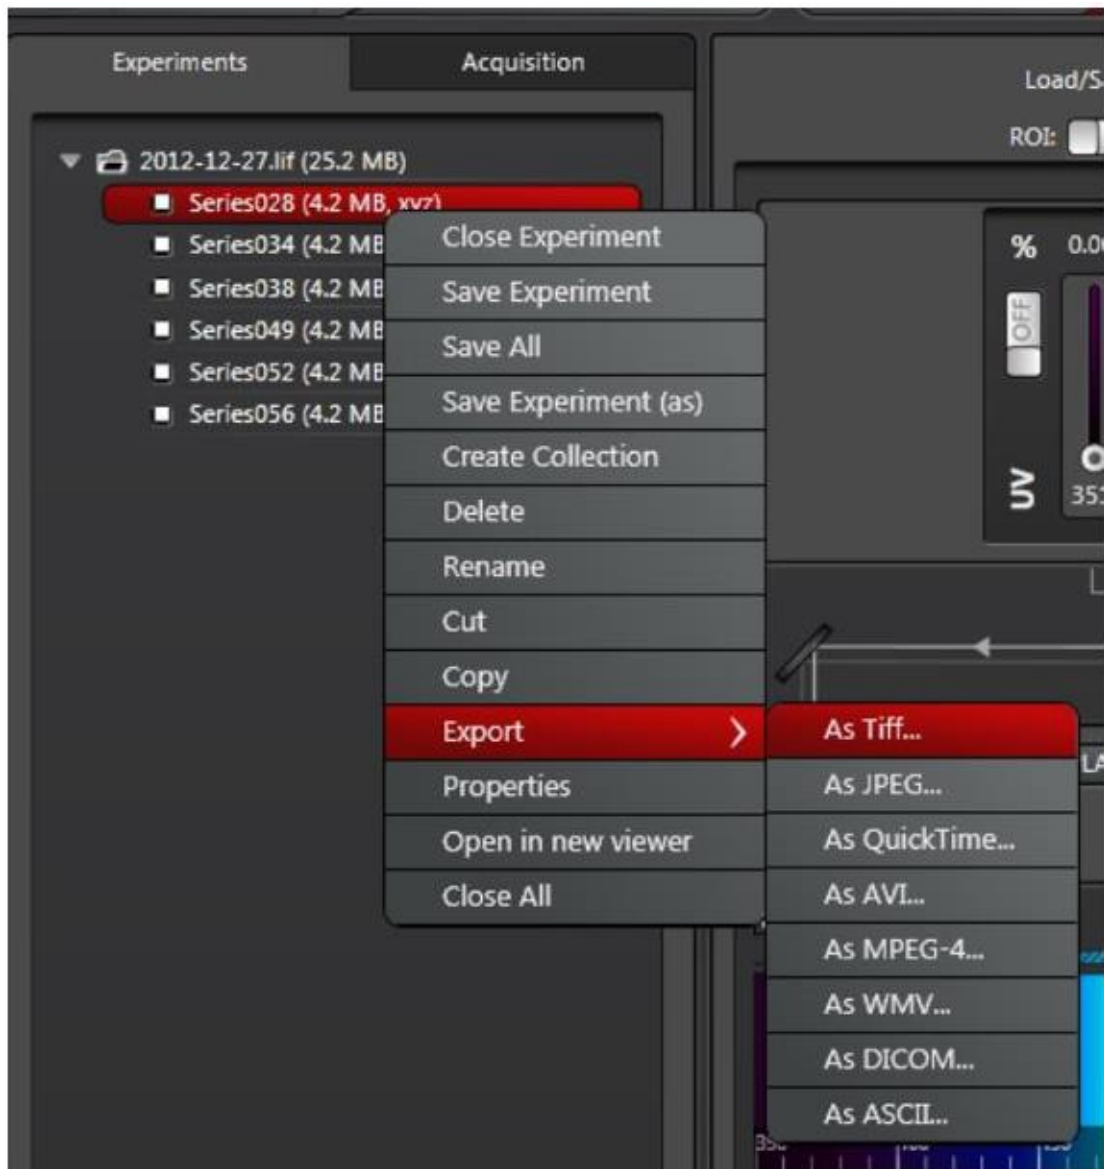 Experiments
Acquisition
Load/S
ROI:
2012-12-27.lif (25.2 MB)
Series028 (4.2 MB, xyz)
Series034 (4.2 MB
Series038 (4.2 MB
Series049 (4.2 MB
Series052 (4.2 MB
Series056 (4.2 MB
Close Experiment
Save Experiment
Save All
Save Experiment (as)
Create Collection
Delete
Rename
Cut
Copy
Export
Properties
Open in new viewer
Close All
As Tiff...
As JPEG...
As QuickTime...
As AVI...
As MPEG-4...
As WMV...
As DICOM...
As ASCII...
% 0.00
OFF
UV
351
LA